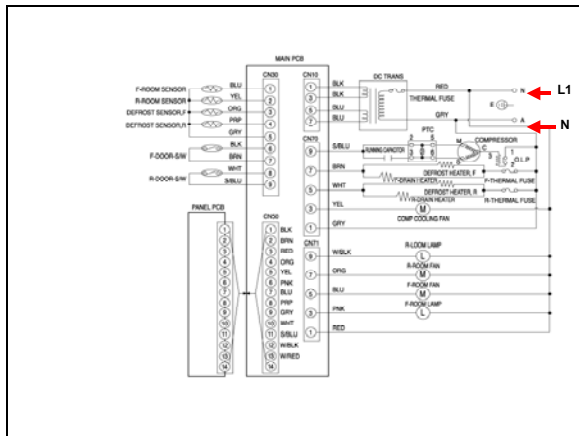 MAIN PCB
CN30
CN10
DC TRANS
F-ROOM SENSOR BLU 1
R-ROOM SENSOR YEL 2
DEFROST SENSOR,F ORG 3
DEFROST SENSOR,R PRP 4
GRY 5
BLK 6
F-DOOR-S/W BRN 7
WHT 8
R-DOOR-S/W S/BLU 9
1 BLK
3 BLK
5 BLU
7 BLU
THERMAL FUSE
RED
N
L1
E
GRY
A
N
CN70
9 S/BLU
RUNNING CAPACITOR
PTC
2 5
3 6
COMPRESSOR
M
C
S
3
1
2
O.L.P
7 BRN
DEFROST HEATER, F
F-THERMAL FUSE
F-DRAIN HEATER
5 WHT
DEFROST HEATER, R
R-THERMAL FUSE
R-DRAIN HEATER
3 YEL
M
COMP COOLING FAN
1 GRY
PANEL PCB
1
2
3
4
5
6
7
8
9
10
11
12
13
14
CN50
1 BLK
2 BRN
3 RED
4 ORG
5 YEL
6 PNK
7 BLU
8 PRP
9 GRY
10 WHT
11 S/BLU
12 W/BLK
13 W/RED
14
CN71
9 W/BLK
R-LOOM LAMP
L
7 ORG
R-ROOM FAN
M
5 BLU
F-ROOM FAN
M
3 PNK
F-ROOM LAMP
L
1 RED